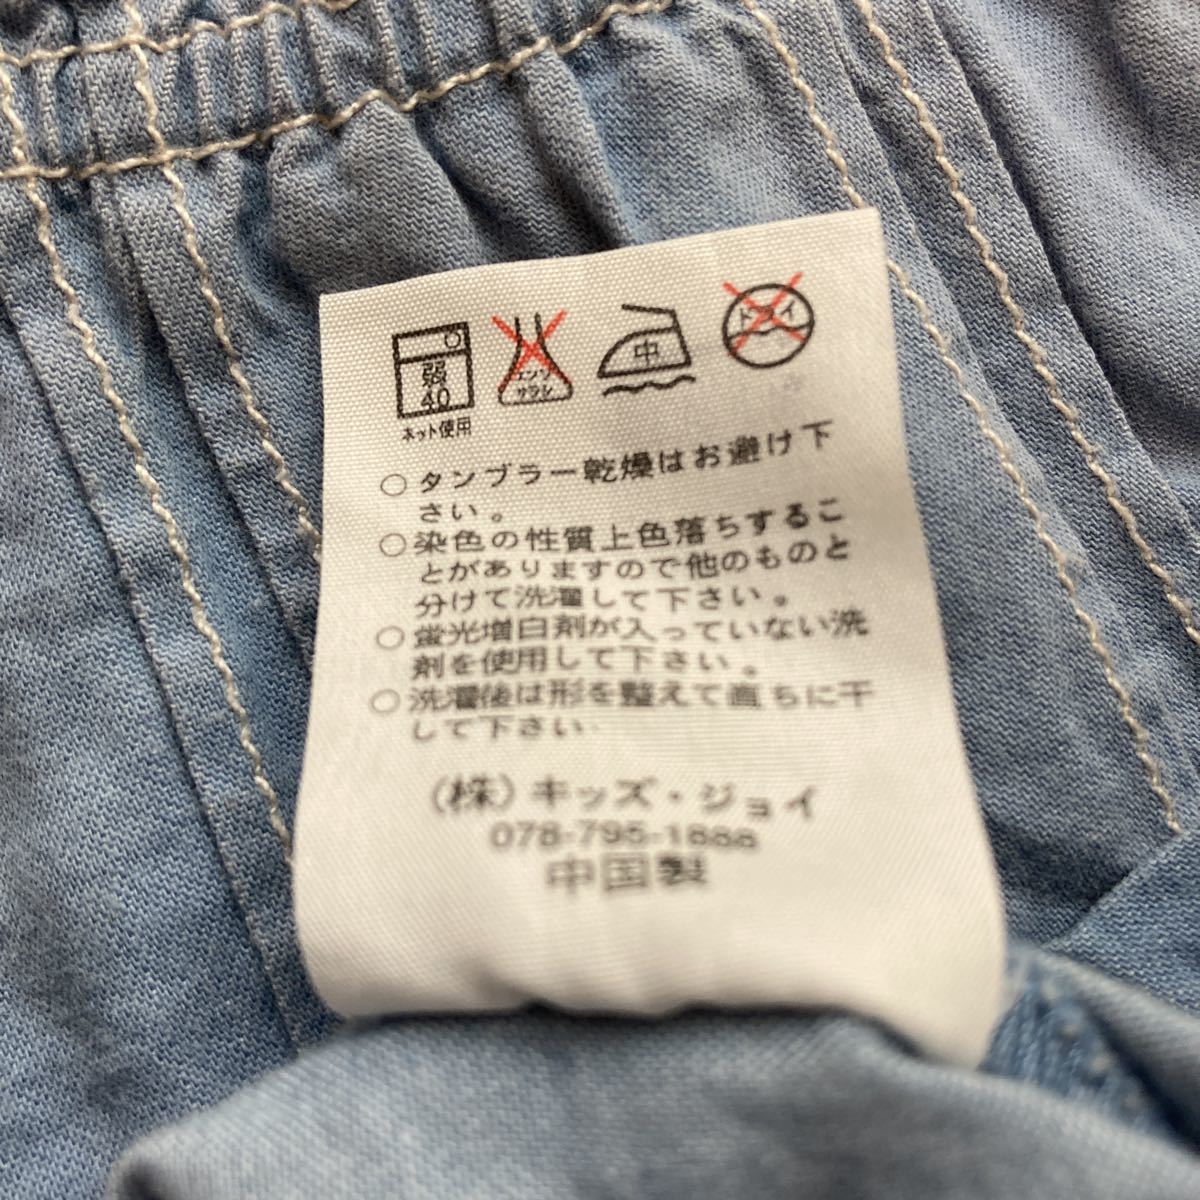 弱
40
ネット使用
エンソ
サラシ
中
ドライ
○タンブラー乾燥はお避け下
さい。
○染色の性質上色落ちするこ
とがありますので他のものと
分けて洗濯して下さい。
○蛍光増白剤が入っていない洗
剤を使用して下さい。
○洗濯後は形を整えて直ちに干
して下さい.
(株)キッズ・ジョイ
078-795-1888
中国製